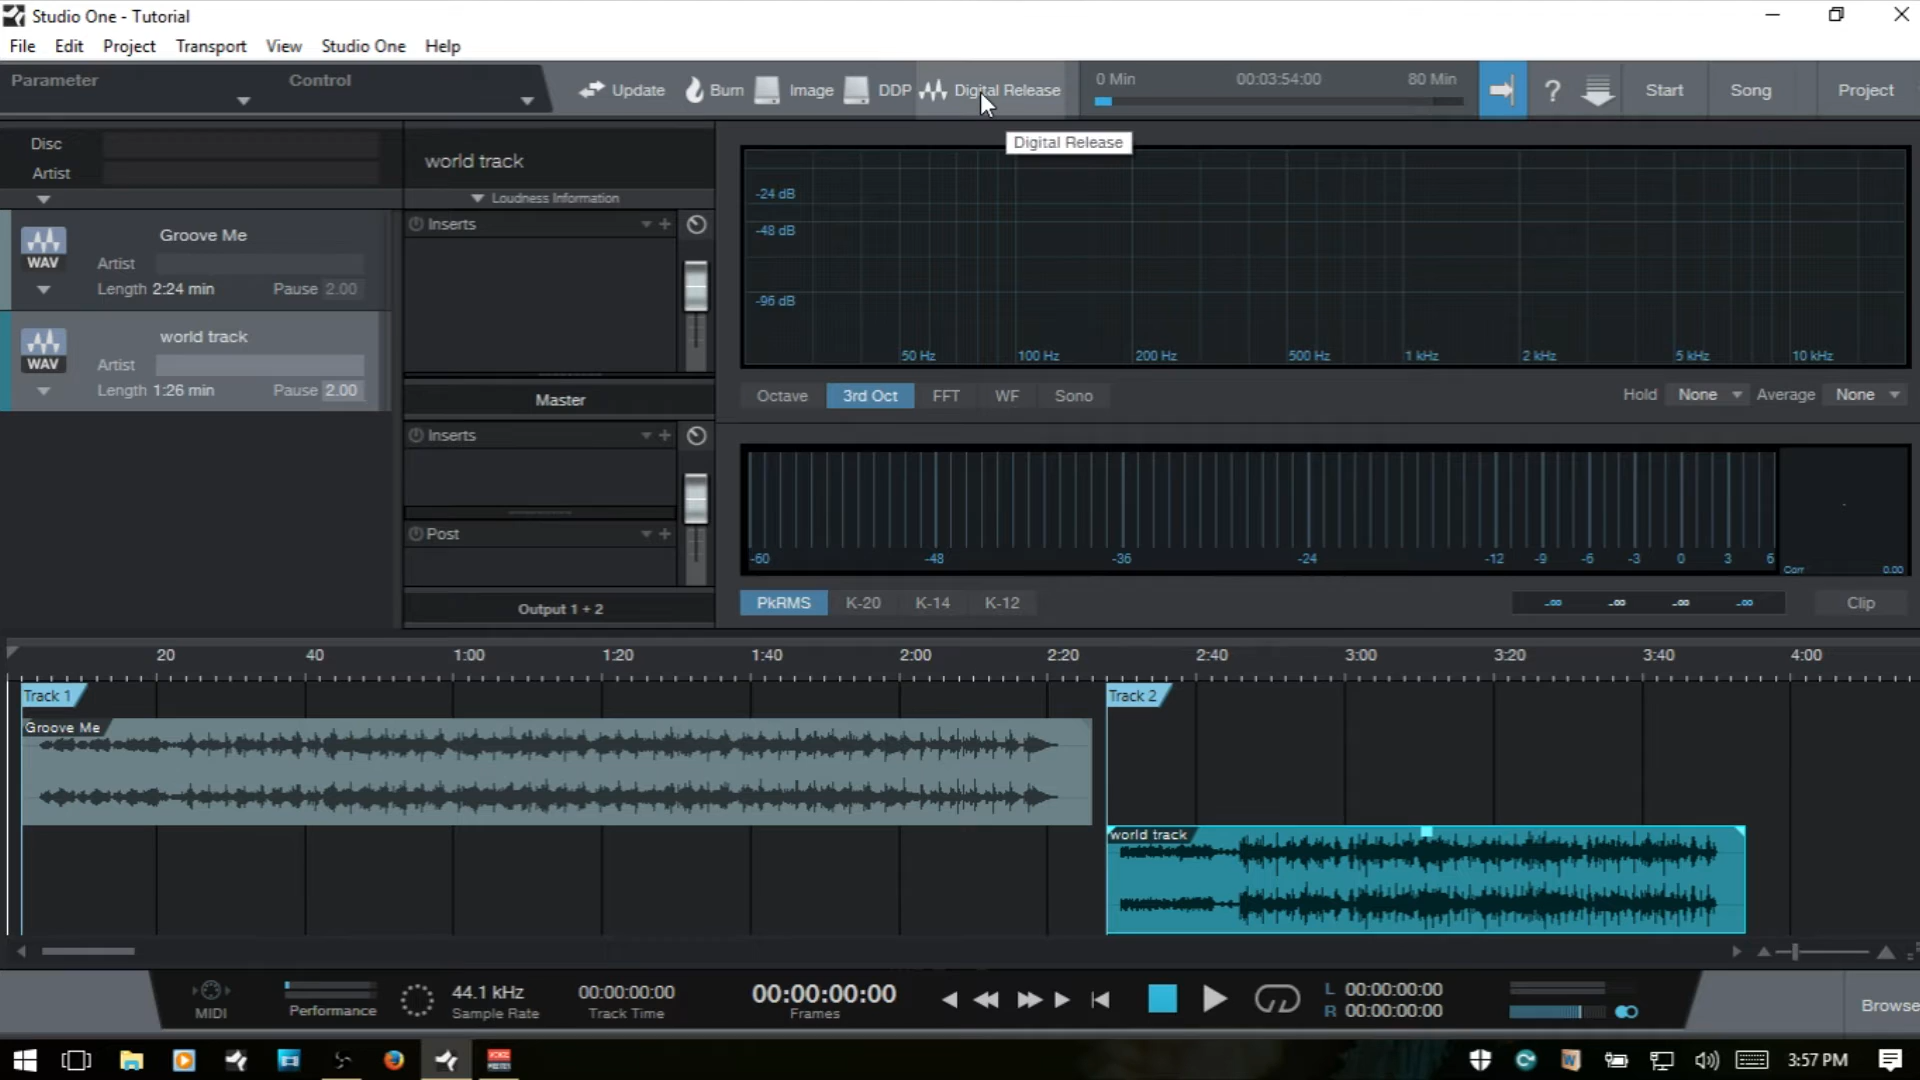 Studio One - Tutorial
File Edit Project Transport View Studio One Help
Parameter Control Update Burn Image DDP Digital Release 0 Min 00:03:54:00 80 Min ? Start Song Project
Digital Release
Disc
Artist
world track
Loudness Information
Groove Me
WAV
Artist
Length 2:24 min Pause 2.00
world track
WAV
Artist
Length 1:26 min Pause 2.00
Inserts
Master
Inserts
Post
Output 1 + 2
-24 dB
-48 dB
-96 dB
50 Hz 100 Hz 200 Hz 500 Hz 1 kHz 2 kHz 5 kHz 10 kHz
Octave 3rd Oct FFT WF Sono Hold None Average None
-60 -48 -36 -24 -12 -9 -6 -3 0 3 6 Corr 0.00
PkRMS K-20 K-14 K-12 -∞ -∞ -∞ -∞ Clip
20 40 1:00 1:20 1:40 2:00 2:20 2:40 3:00 3:20 3:40 4:00
Track 1 Track 2
Groove Me
world track
MIDI Performance 44.1 kHz Sample Rate 00:00:00:00 Track Time 00:00:00:00 Frames L 00:00:00:00
R 00:00:00:00
Browse
3:57 PM